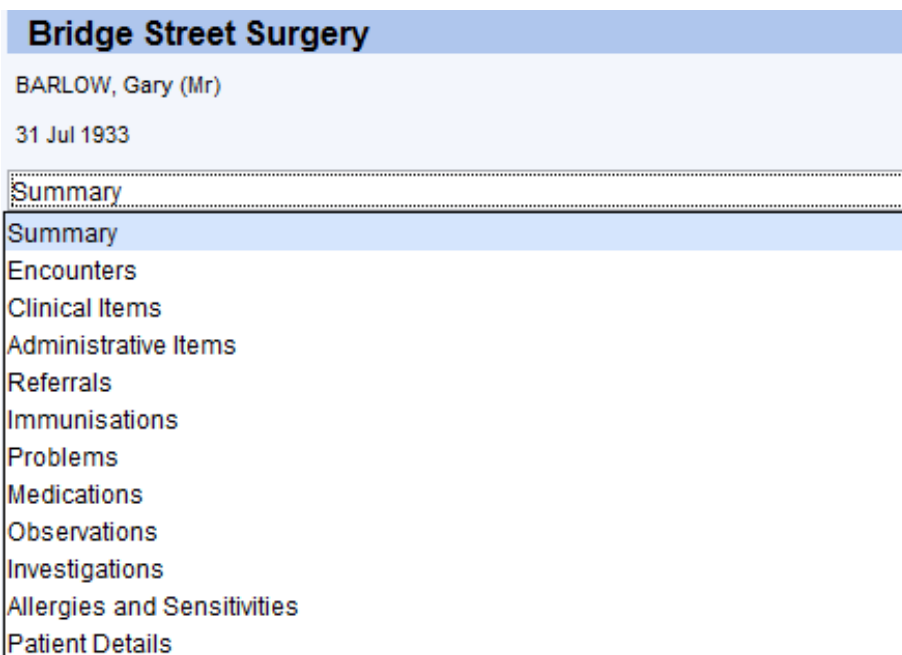 Bridge Street Surgery
BARLOW, Gary (Mr)
31 Jul 1933
Summary
Summary
Encounters
Clinical Items
Administrative Items
Referrals
Immunisations
Problems
Medications
Observations
Investigations
Allergies and Sensitivities
Patient Details